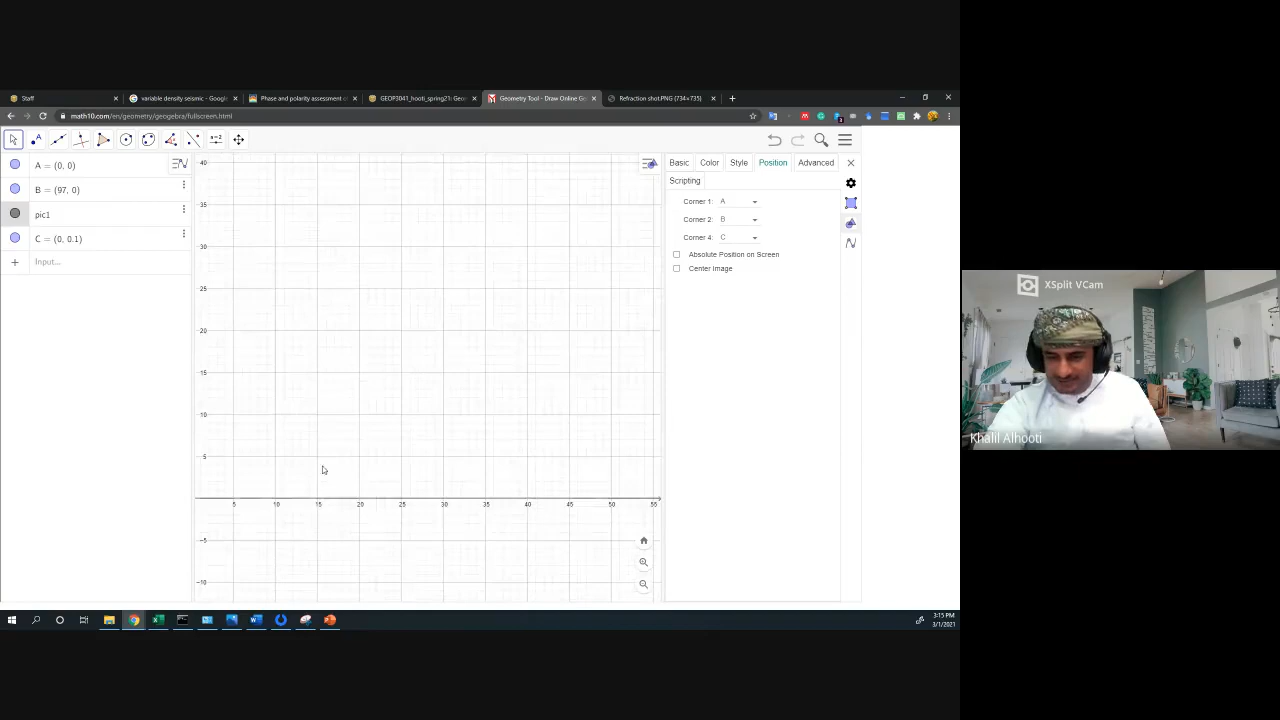 Staff
variable density seismic - Google
Phase and polarity assessment o
GEOP3041_hooti_spring21: Geo
Geometry Tool - Draw Online Ge
Refraction shot.PNG (734×735)
math10.com/en/geometry/geogebra/fullscreen.html
a=2
A = (0, 0)
B = (97, 0)
pic1
C = (0, 0.1)
Input...
40
35
30
25
20
15
10
5
5 10 15 20 25 30 35 40 45 50 55
−5
−10
Basic Color Style Position Advanced
Scripting
Corner 1: A
Corner 2: B
Corner 4: C
Absolute Position on Screen
Center Image
XSplit VCam
Khalil Alhooti
3:15 PM
3/1/2021